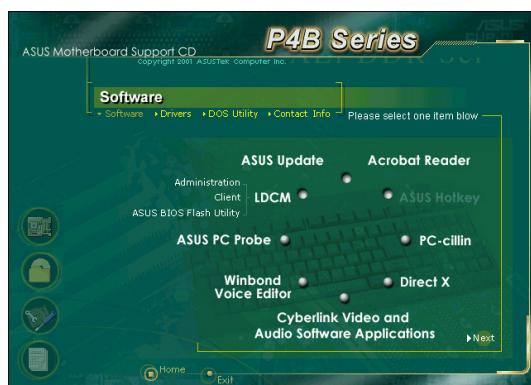 P4B Series
ASUS Motherboard Support CD
Copyright 2001 ASUSTek Computer Inc.
Software
Software Drivers DOS Utility Contact Info
Please select one item blow
ASUS Update
Acrobat Reader
Administration
Client
ASUS BIOS Flash Utility
LDCM
ASUS Hotkey
ASUS PC Probe
PC-cillin
Winbond
Voice Editor
Direct X
Cyberlink Video and
Audio Software Applications
Next
Home
Exit